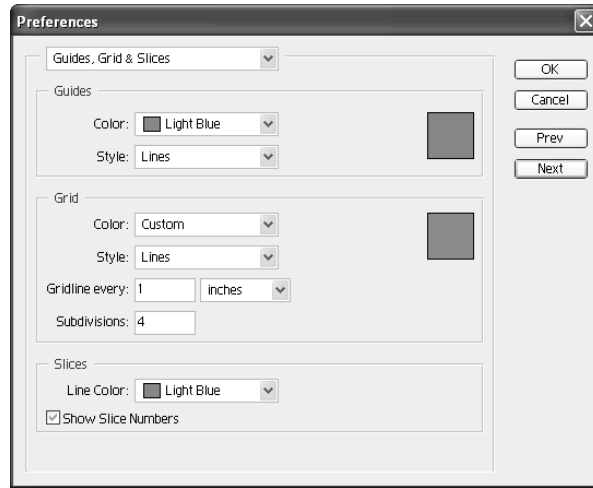 Preferences
Guides, Grid & Slices
OK
Cancel
Prev
Next
Guides
Color: Light Blue
Style: Lines
Grid
Color: Custom
Style: Lines
Gridline every: 1 inches
Subdivisions: 4
Slices
Line Color: Light Blue
Show Slice Numbers